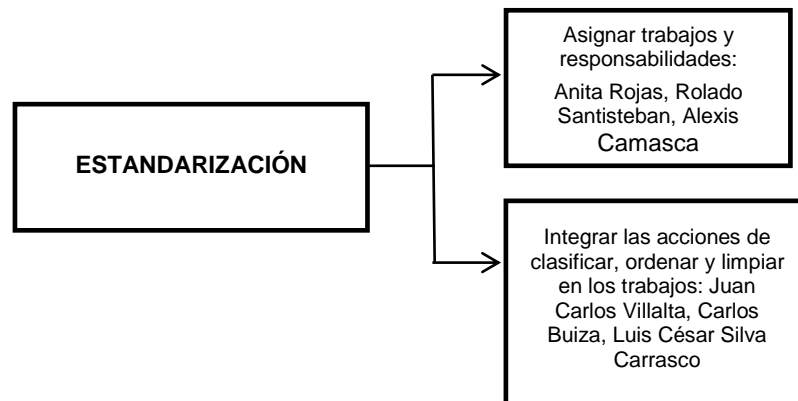 ESTANDARIZACIÓN
Asignar trabajos y
responsabilidades:
Anita Rojas, Rolado
Santisteban, Alexis
Camasca
Integrar las acciones de
clasificar, ordenar y limpiar
en los trabajos: Juan
Carlos Villalta, Carlos
Buiza, Luis César Silva
Carrasco